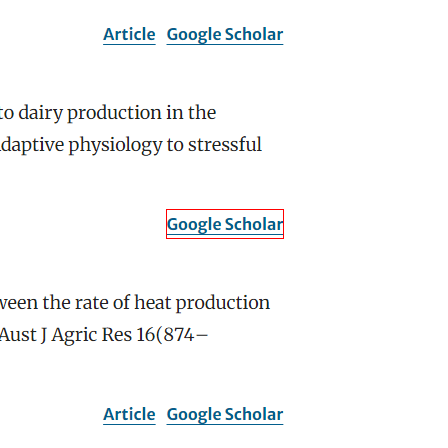 Article Google Scholar
to dairy production in the
daptive physiology to stressful
Google Scholar
ween the rate of heat production
Aust J Agric Res 16(874–
Article Google Scholar